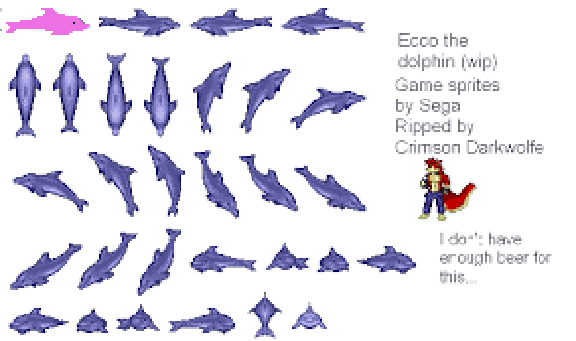 Ecco the
dolphin (wip)
Game sprites
by Sega
Ripped by
Crimson Darkwolfe
I don't have
enough beer for
this...